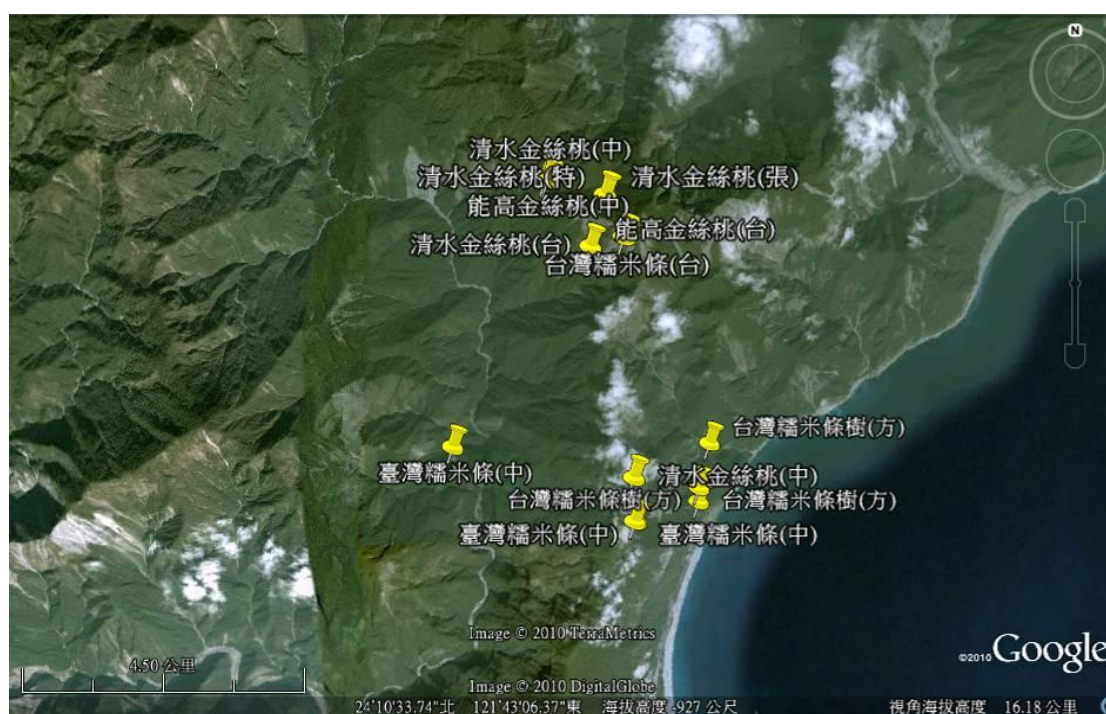 N
清水金絲桃(中)
清水金絲桃(特)
清水金絲桃(張)
能高金絲桃(中)
能高金絲桃(台)
清水金絲桃(台)
台灣糯米條(台)
台灣糯米條樹(方)
臺灣糯米條(中)
清水金絲桃(中)
台灣糯米條樹(方)
台灣糯米條樹(方)
臺灣糯米條(中)
臺灣糯米條(中)
Image © 2010 TerraMetrics
©2010 Google
4.50 公里
Image © 2010 DigitalGlobe
24°10'33.74"北 121°43'06.37"東 海拔高度 -927 公尺 視角海拔高度 16.18 公里